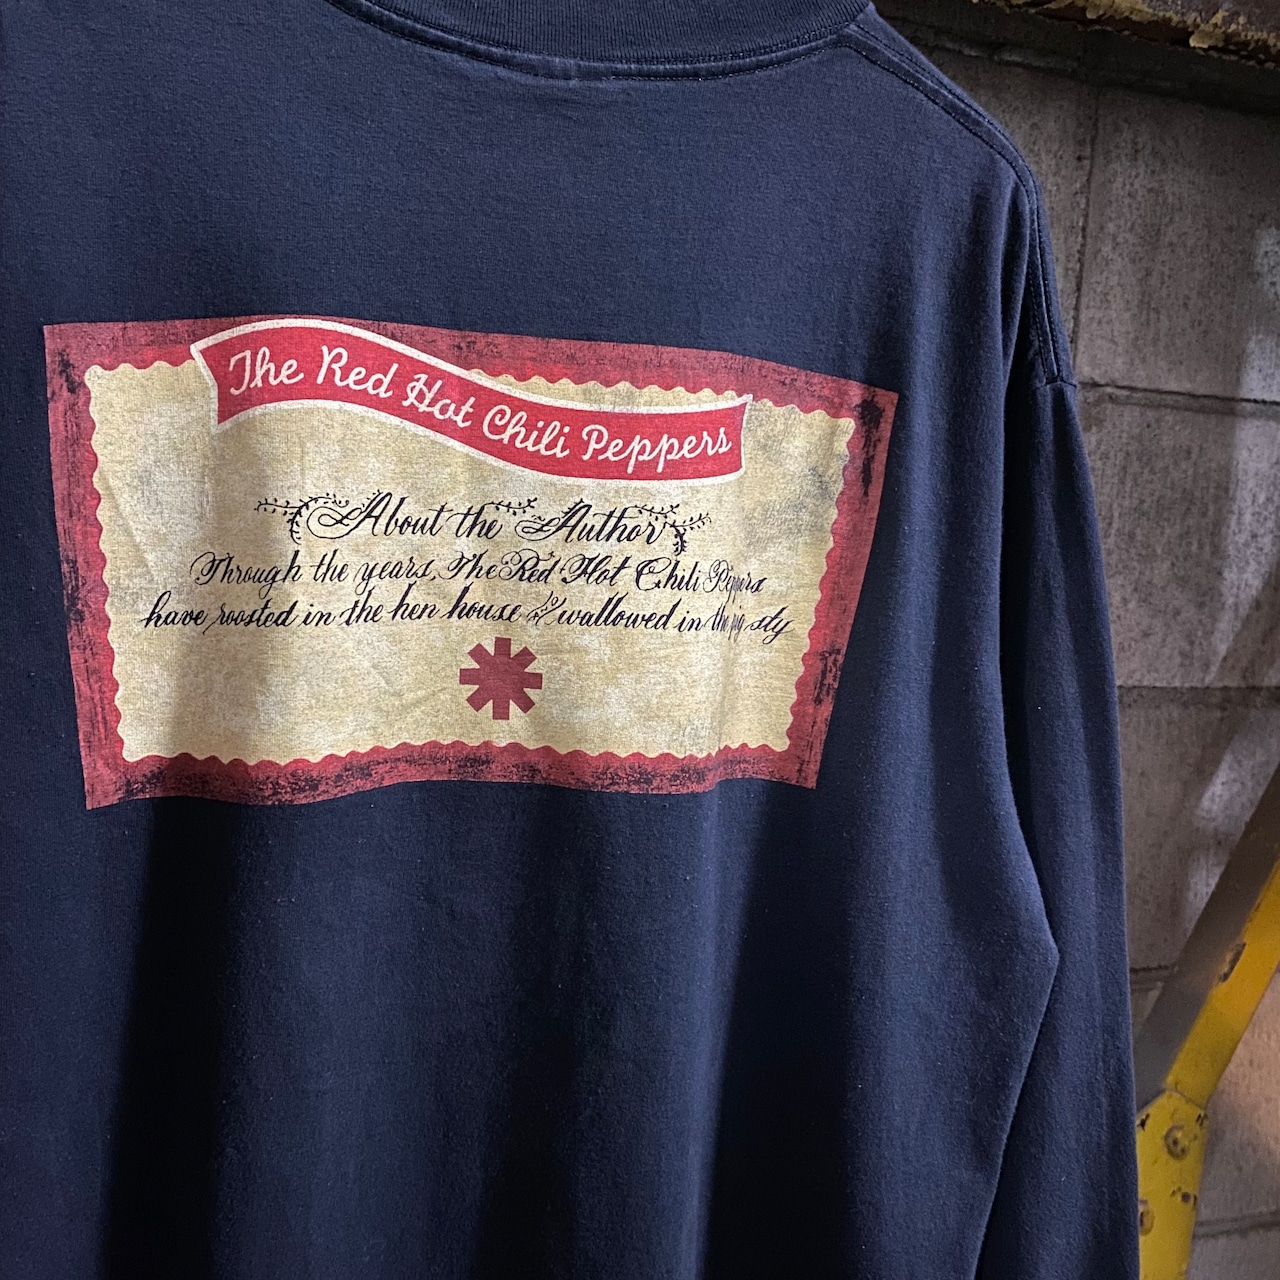 The Red Hot Chili Peppers
About the Author
Through the years, The Red Hot Chili Peppers
have roosted in the hen house & wallowed in the pig sty